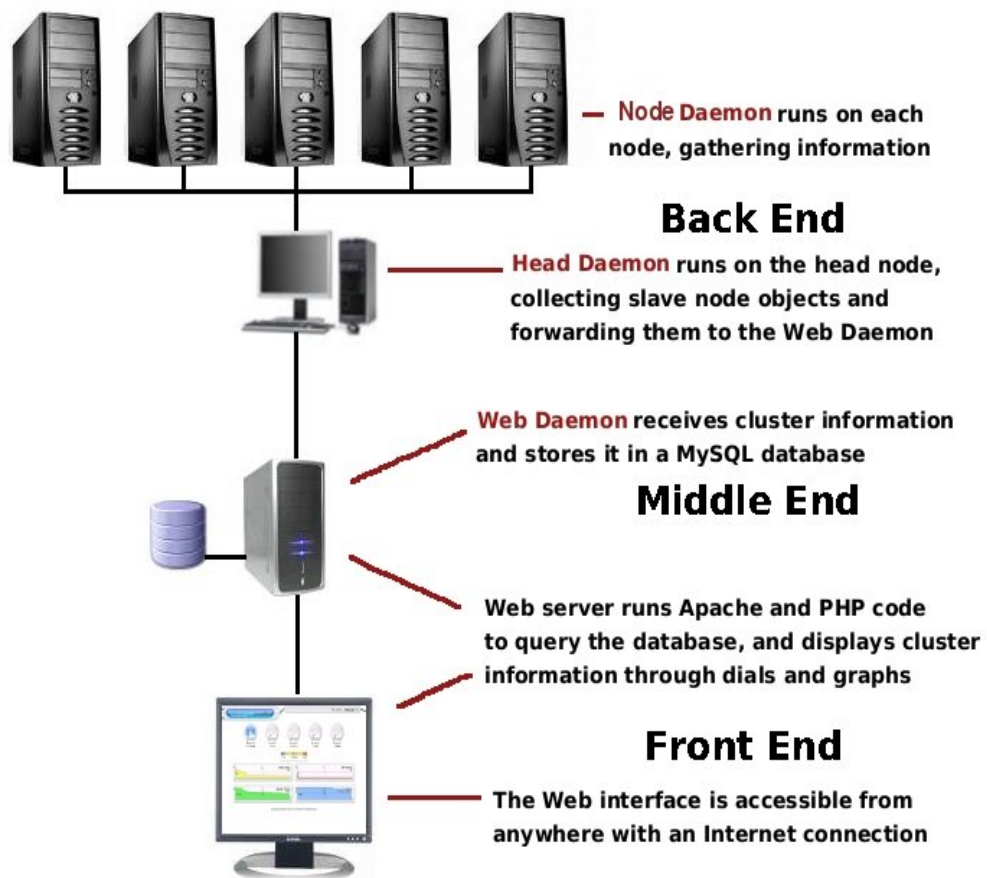 Node Daemon runs on each
node, gathering information
Back End
Head Daemon runs on the head node,
collecting slave node objects and
forwarding them to the Web Daemon
Web Daemon receives cluster information
and stores it in a MySQL database
Middle End
Web server runs Apache and PHP code
to query the database, and displays cluster
information through dials and graphs
Front End
The Web interface is accessible from
anywhere with an Internet connection